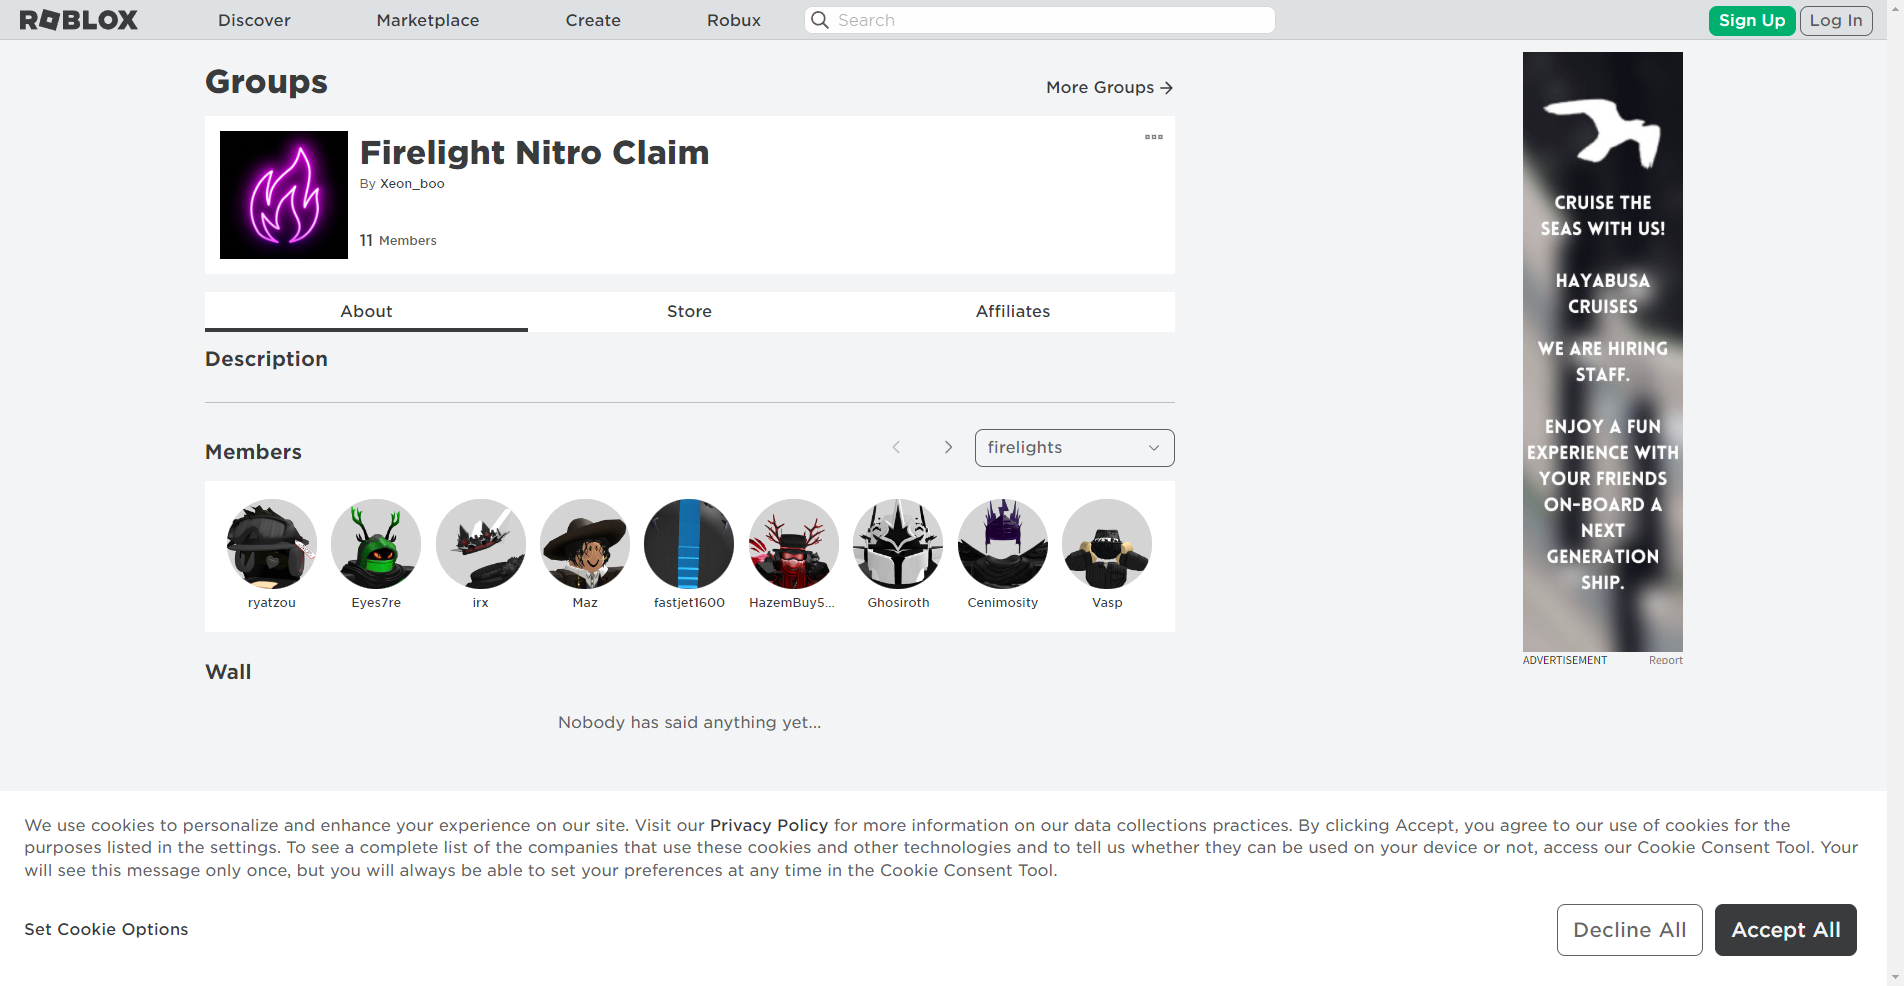 ROBLOX
Discover
Marketplace
Create
Robux
Search
Sign Up
Log In
Groups
More Groups
Firelight Nitro Claim
By Xeon_boo
11 Members
About
Store
Affiliates
Description
Members
firelights
ryatzou
Eyes7re
irx
Maz
fastjet1600
HazemBuy5...
Ghosiroth
Cenimosity
Vasp
Wall
Nobody has said anything yet...
CRUISE THE
SEAS WITH US!
HAYABUSA
CRUISES
WE ARE HIRING
STAFF.
ENJOY A FUN
EXPERIENCE WITH
YOUR FRIENDS
ON-BOARD A
NEXT
GENERATION
SHIP.
ADVERTISEMENT
Report
We use cookies to personalize and enhance your experience on our site. Visit our Privacy Policy for more information on our data collections practices. By clicking Accept, you agree to our use of cookies for the
purposes listed in the settings. To see a complete list of the companies that use these cookies and other technologies and to tell us whether they can be used on your device or not, access our Cookie Consent Tool. Your
will see this message only once, but you will always be able to set your preferences at any time in the Cookie Consent Tool.
Set Cookie Options
Decline All
Accept All